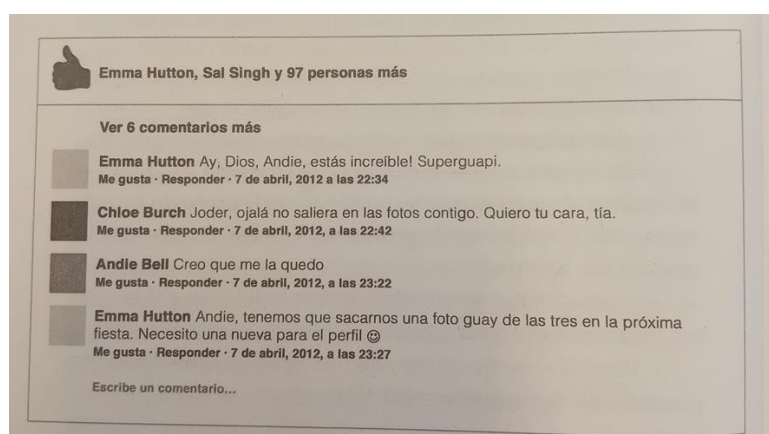 Emma Hutton, Sal Singh y 97 personas más
Ver 6 comentarios más
Emma Hutton Ay, Dios, Andie, estás increíble! Superguapi.
Me gusta · Responder · 7 de abril, 2012 a las 22:34
Chloe Burch Joder, ojalá no saliera en las fotos contigo. Quiero tu cara, tía.
Me gusta · Responder · 7 de abril, 2012, a las 22:42
Andie Bell Creo que me la quedo
Me gusta · Responder · 7 de abril, 2012, a las 23:22
Emma Hutton Andie, tenemos que sacarnos una foto guay de las tres en la próxima
fiesta. Necesito una nueva para el perfil ☺
Me gusta · Responder · 7 de abril, 2012, a las 23:27
Escribe un comentario...